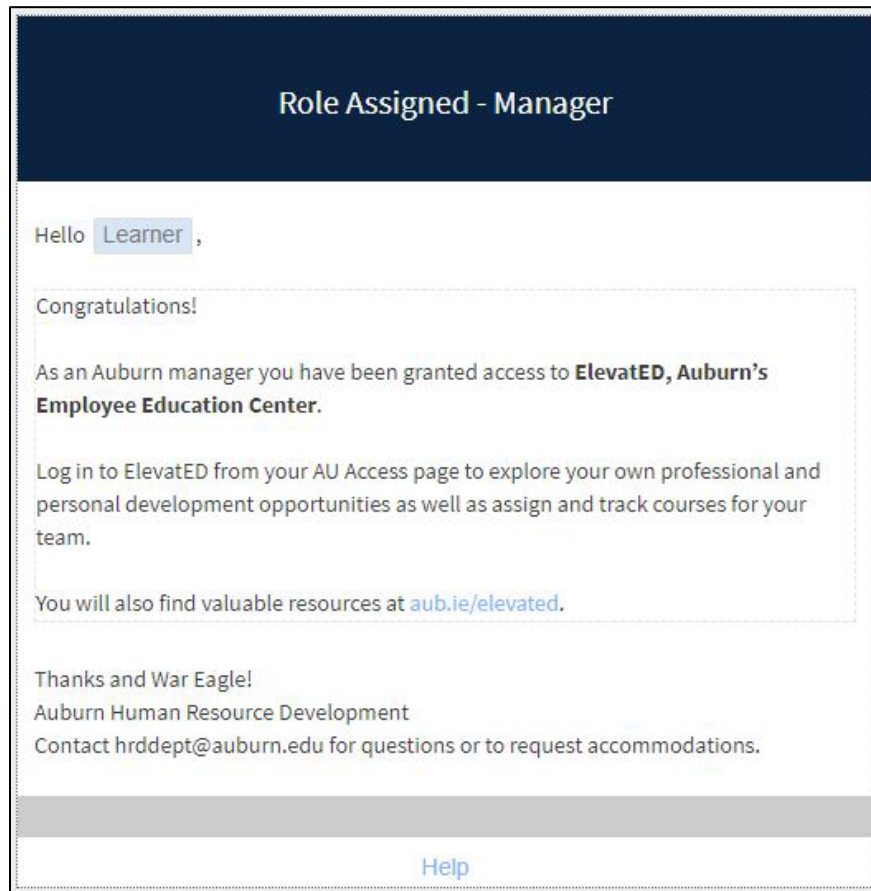 Role Assigned - Manager
Hello Learner ,
Congratulations!
As an Auburn manager you have been granted access to ElevatED, Auburn’s
Employee Education Center.
Log in to ElevatED from your AU Access page to explore your own professional and
personal development opportunities as well as assign and track courses for your
team.
You will also find valuable resources at aub.ie/elevated.
Thanks and War Eagle!
Auburn Human Resource Development
Contact hrddept@auburn.edu for questions or to request accommodations.
Help